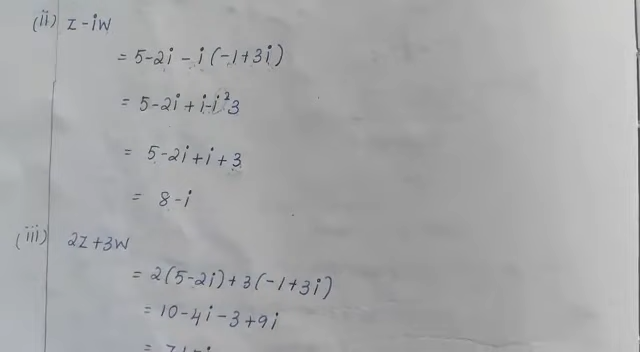 (ii) z-iw
= 5-2i - i(-1+3i)
= 5-2i+i-i²3
= 5-2i+i+3
= 8-i
(iii) 2z+3w
= 2(5-2i)+3(-1+3i)
= 10-4i-3+9i